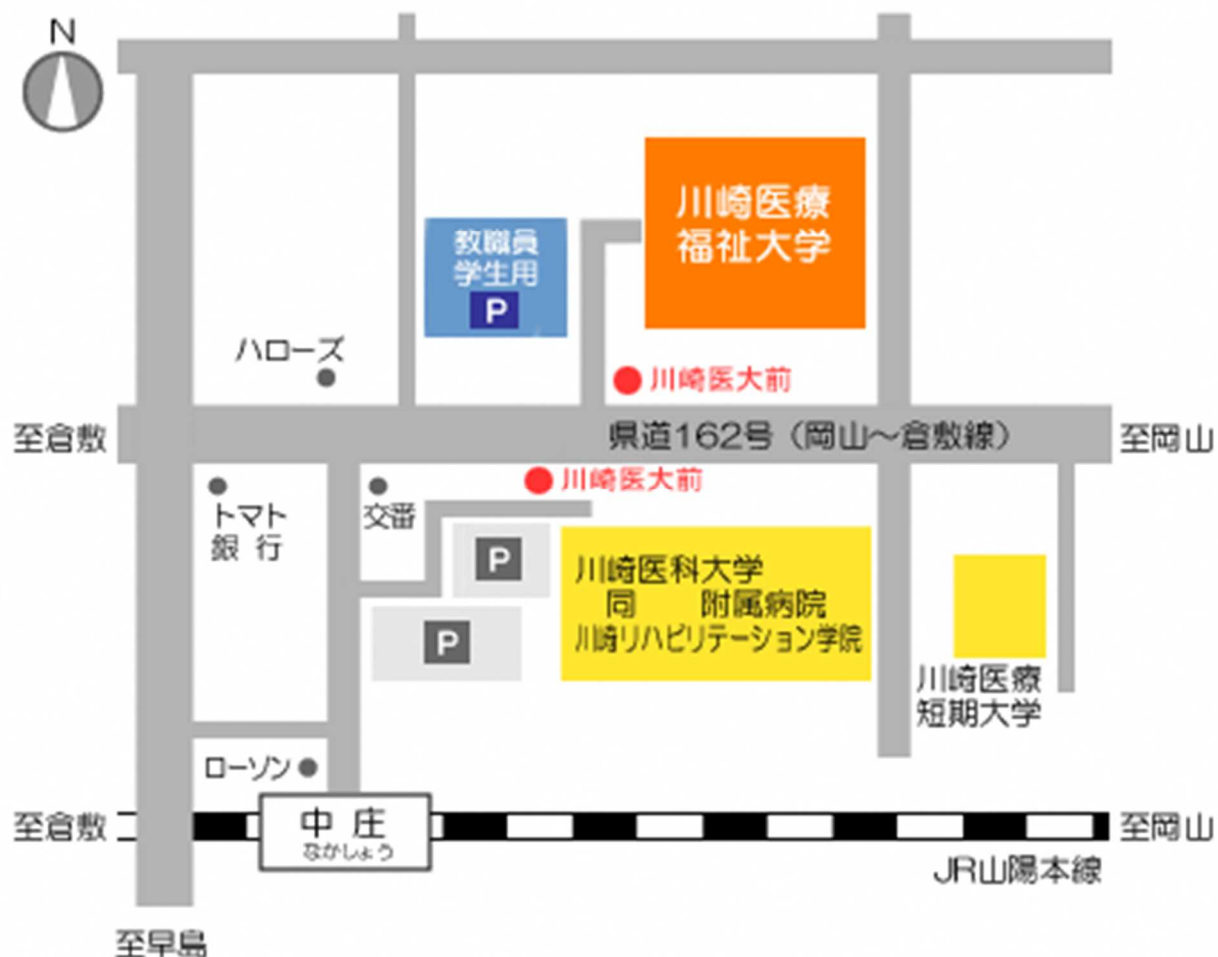 N
川崎医療
福祉大学
教職員
学生用
P
ハローズ
川崎医大前
至倉敷
県道162号（岡山～倉敷線）
至岡山
川崎医大前
トマト
銀 行
交番
P
川崎医科大学
同　　附属病院
川崎リハビリテーション学院
P
川崎医療
短期大学
ローソン
至倉敷
中 庄
なかしょう
至岡山
JR山陽本線
至早島